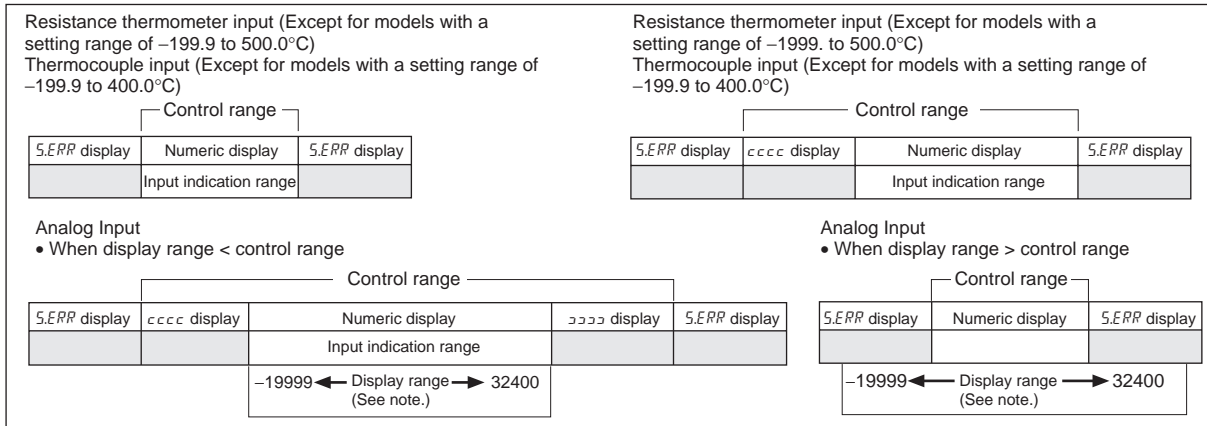 Resistance thermometer input (Except for models with a
setting range of –199.9 to 500.0°C)
Thermocouple input (Except for models with a setting range of
–199.9 to 400.0°C)
Control range
S.ERR display Numeric display S.ERR display
Input indication range
Resistance thermometer input (Except for models with a
setting range of –1999. to 500.0°C)
Thermocouple input (Except for models with a setting range of
–199.9 to 400.0°C)
Control range
S.ERR display cccc display Numeric display S.ERR display
Input indication range
Analog Input
• When display range < control range
Control range
S.ERR display cccc display Numeric display ɔɔɔɔ display S.ERR display
Input indication range
–19999 Display range 32400
(See note.)
Analog Input
• When display range > control range
Control range
S.ERR display Numeric display S.ERR display
–19999 Display range 32400
(See note.)